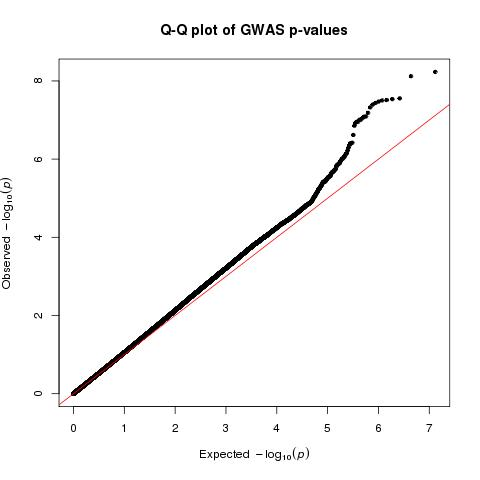 Q-Q plot of GWAS p-values
Observed −log₁₀(p)
8
6
4
2
0
0 1 2 3 4 5 6 7
Expected −log₁₀(p)